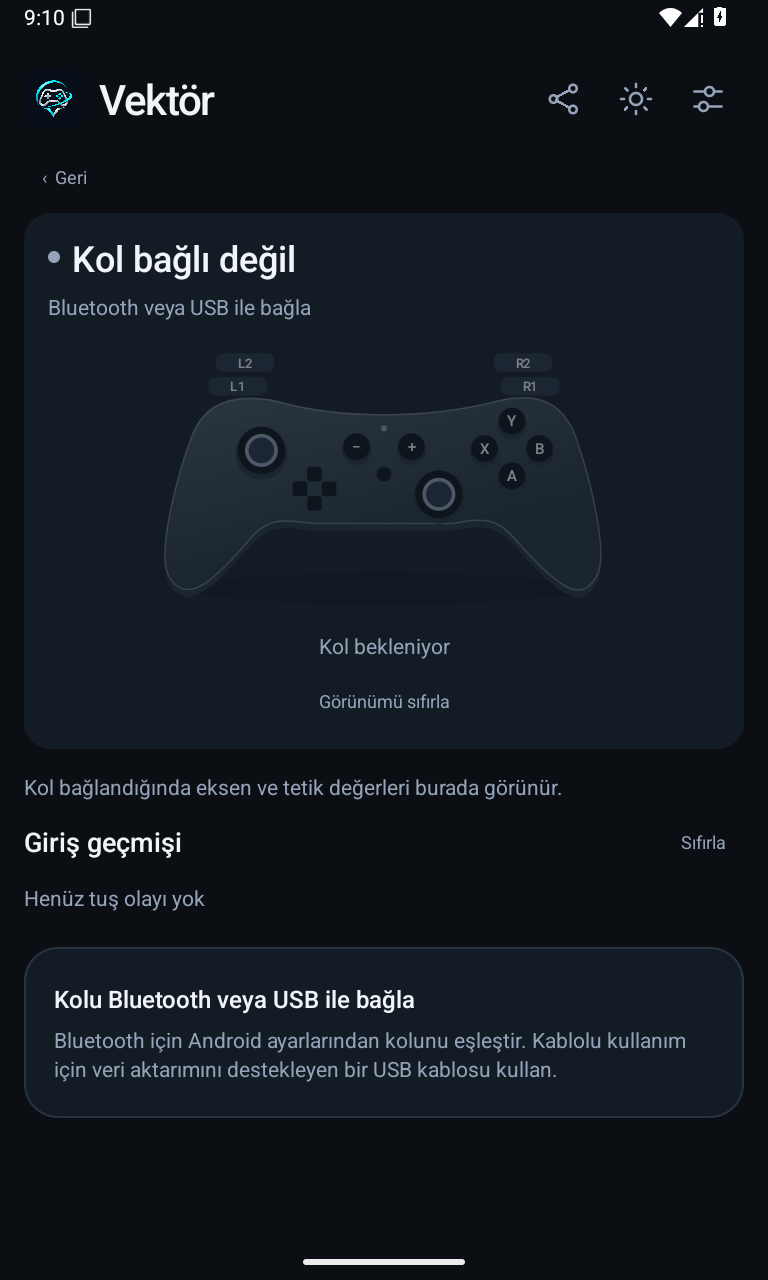 9:10
Vektör
‹ Geri
Kol bağlı değil
Bluetooth veya USB ile bağla
L2
R2
L1
R1
Y
− + X B
A
Kol bekleniyor
Görünümü sıfırla
Kol bağlandığında eksen ve tetik değerleri burada görünür.
Giriş geçmişi
Sıfırla
Henüz tuş olayı yok
Kolu Bluetooth veya USB ile bağla
Bluetooth için Android ayarlarından kolunu eşleştir. Kablolu kullanım
için veri aktarımını destekleyen bir USB kablosu kullan.